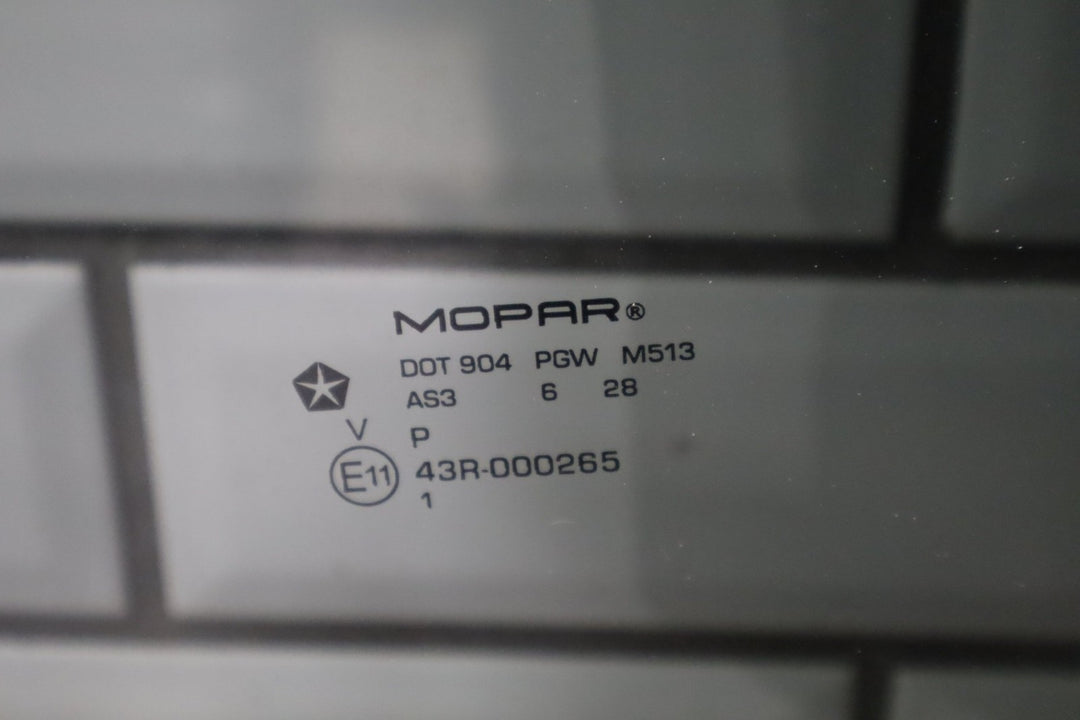 MOPAR®
DOT 904 PGW M513
AS3 6 28
V P
E11 43R-000265
1